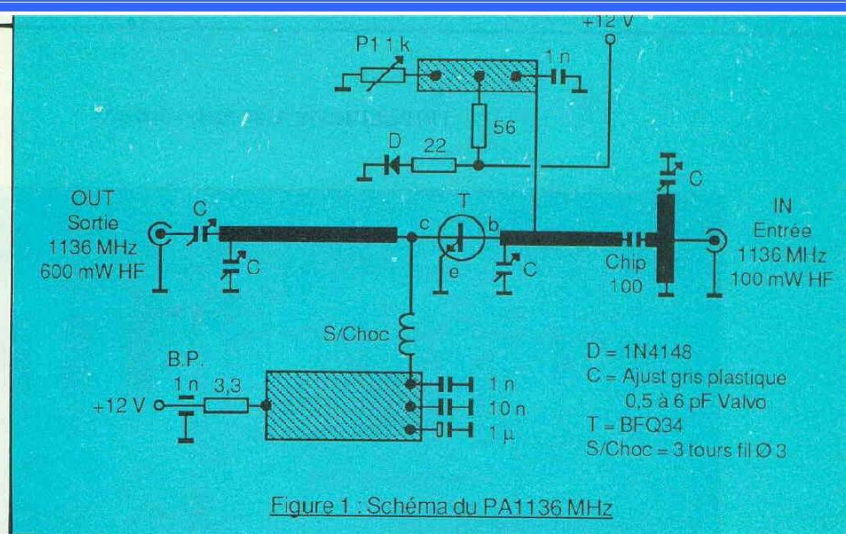 +12 V
P1 1 k
1 n
56
D
22
C
OUT
Sortie
1136 MHz
600 mW HF
C
T
c
b
e
C
C
Chip
100
IN
Entrée
1136 MHz
100 mW HF
S/Choc
B.P.
1 n
3,3
+12 V
1 n
10 n
1 µ
D = 1N4148
C = Ajust gris plastique
0,5 à 6 pF Valvo
T = BFQ34
S/Choc = 3 tours fil Ø 3
Figure 1 : Schéma du PA1136 MHz